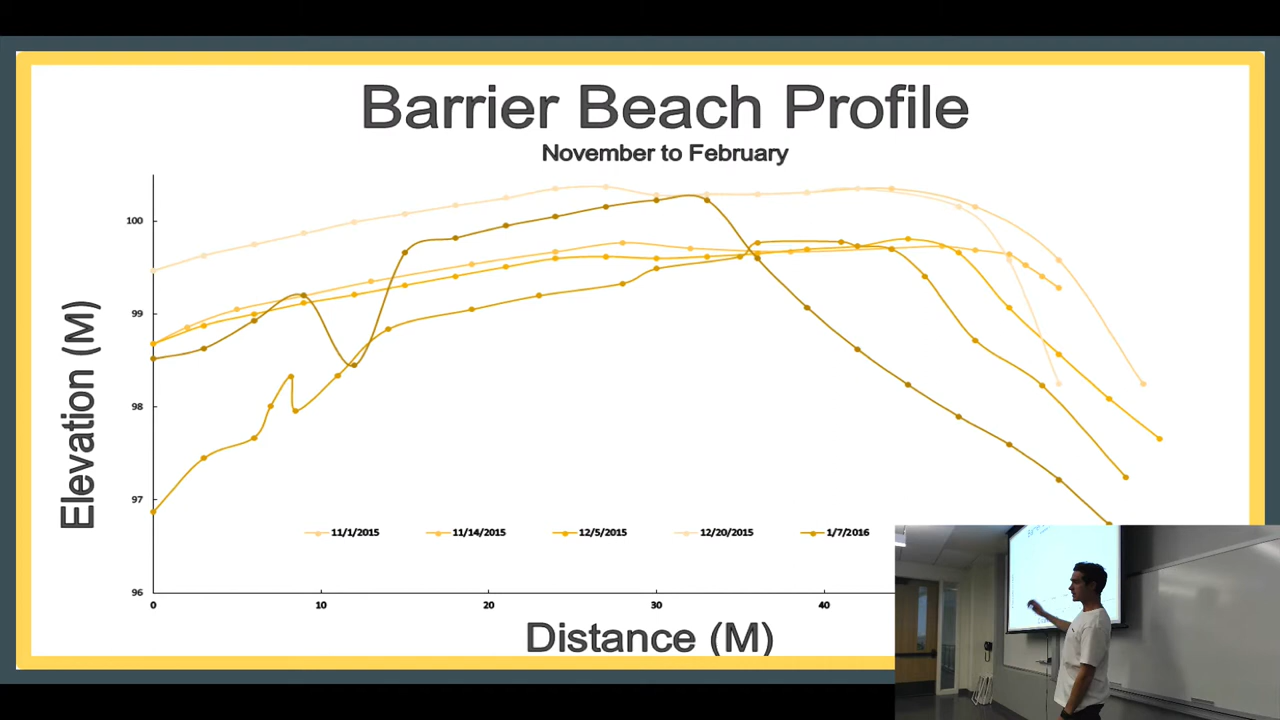 Barrier Beach Profile
November to February
Elevation (M)
100
99
98
97
96
11/1/2015 11/14/2015 12/5/2015 12/20/2015 1/7/2016
0 10 20 30 40
Distance (M)